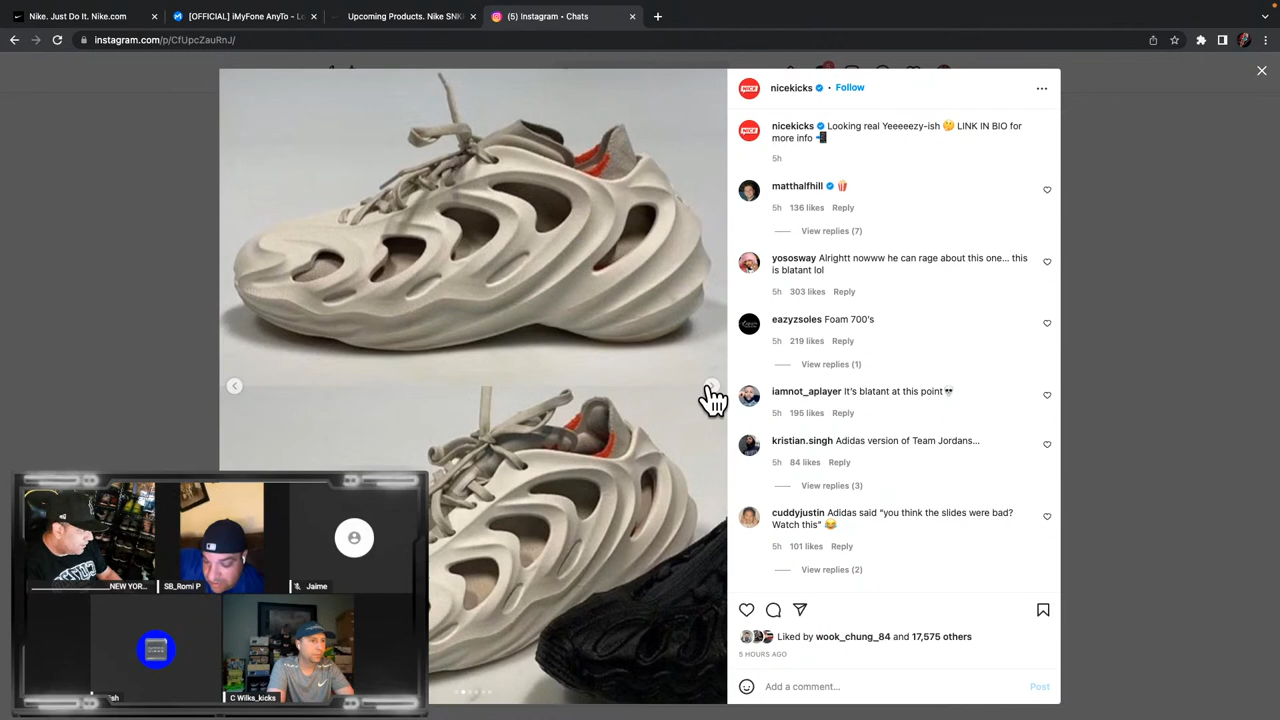 Nike. Just Do It. Nike.com
[OFFICIAL] iMyFone AnyTo - Lo
Upcoming Products. Nike SNK
(5) Instagram • Chats
instagram.com/p/CfUpcZauRnJ/
NICE
nicekicks • Follow
NICE
nicekicks Looking real Yeeeeezy-ish 🤔 LINK IN BIO for
more info 📲
5h
matthalfhill 🍿
5h 136 likes Reply
View replies (7)
yososway Alrightt nowww he can rage about this one... this
is blatant lol
5h 303 likes Reply
eazyzsoles Foam 700's
5h 219 likes Reply
View replies (1)
iamnot_aplayer It's blatant at this point💀
5h 195 likes Reply
kristian.singh Adidas version of Team Jordans...
5h 84 likes Reply
View replies (3)
cuddyjustin Adidas said "you think the slides were bad?
Watch this" 😂
5h 101 likes Reply
View replies (2)
Liked by wook_chung_84 and 17,575 others
5 HOURS AGO
Add a comment...
Post
NEW YOR...
SB_Romi P
Jaime
C Wilks_kicks